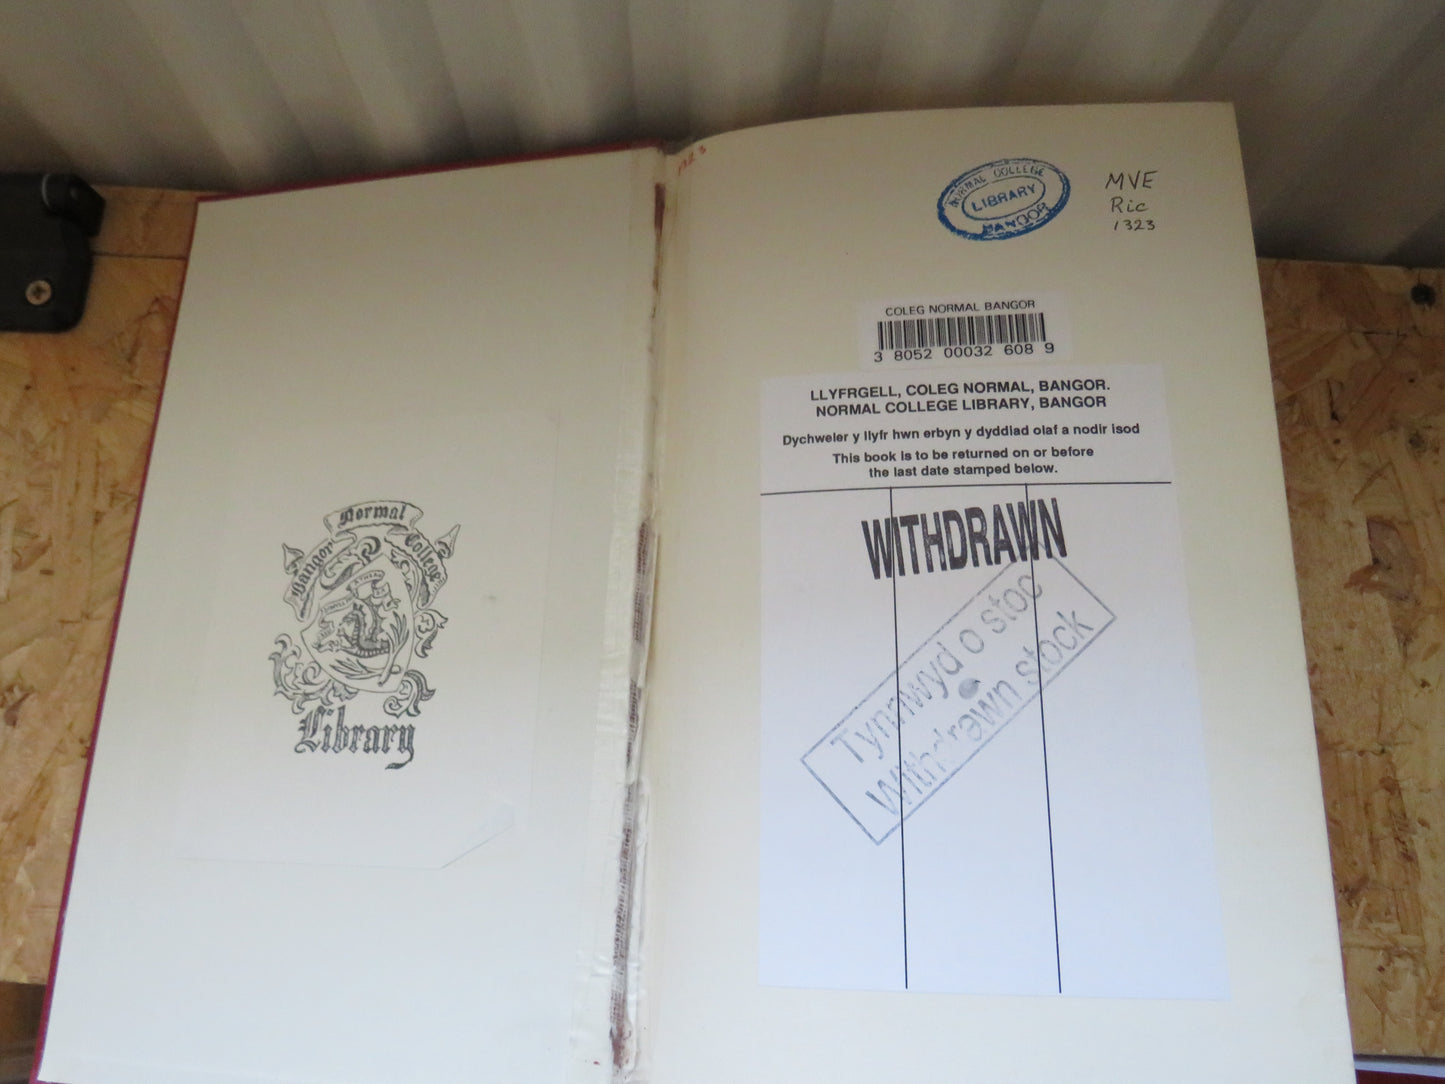 Bangor Normal College
Library
1323
NORMAL COLLEGE
LIBRARY
BANGOR
MVE
Ric
1323
COLEG NORMAL BANGOR
3 8052 00032 608 9
LLYFRGELL, COLEG NORMAL, BANGOR.
NORMAL COLLEGE LIBRARY, BANGOR
Dychweler y llyfr hwn erbyn y dyddiad olaf a nodir isod
This book is to be returned on or before
the last date stamped below.
WITHDRAWN
Tynnwyd o stoc
withdrawn stock